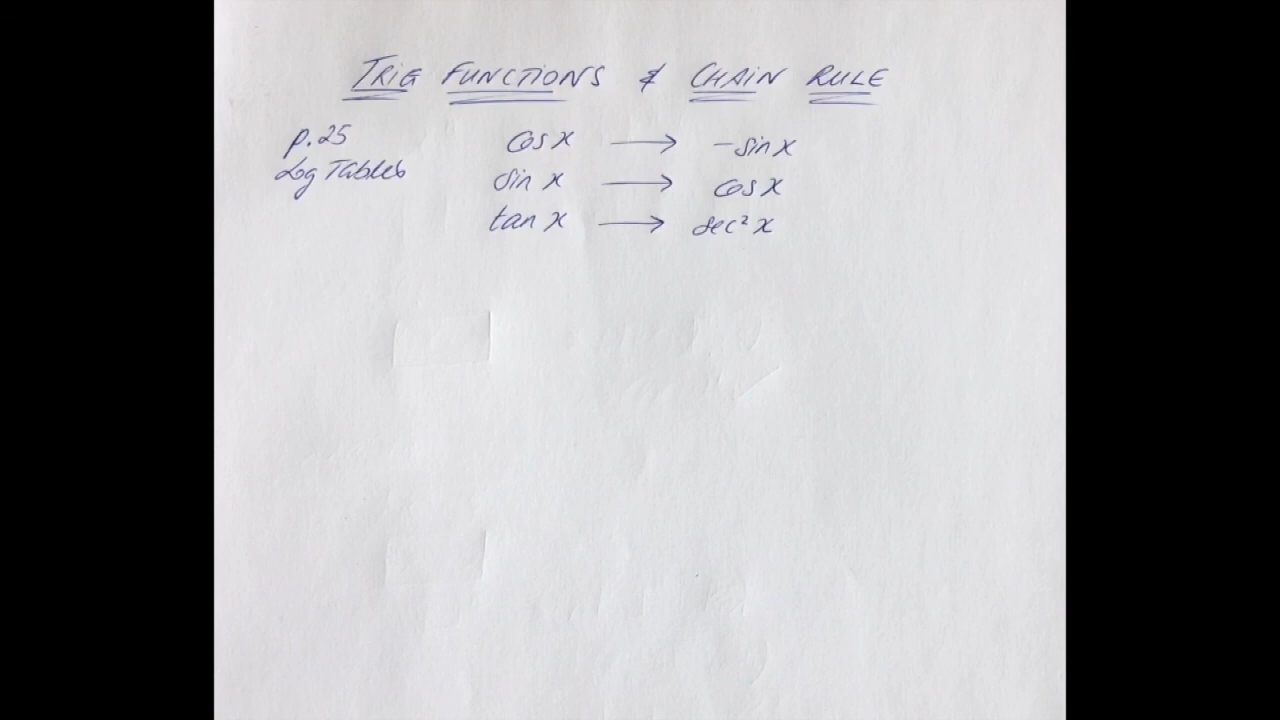 TRIG FUNCTIONS & CHAIN RULE
p.25 cos x → -sin x
Log Tables sin x → cos x
tan x → sec² x